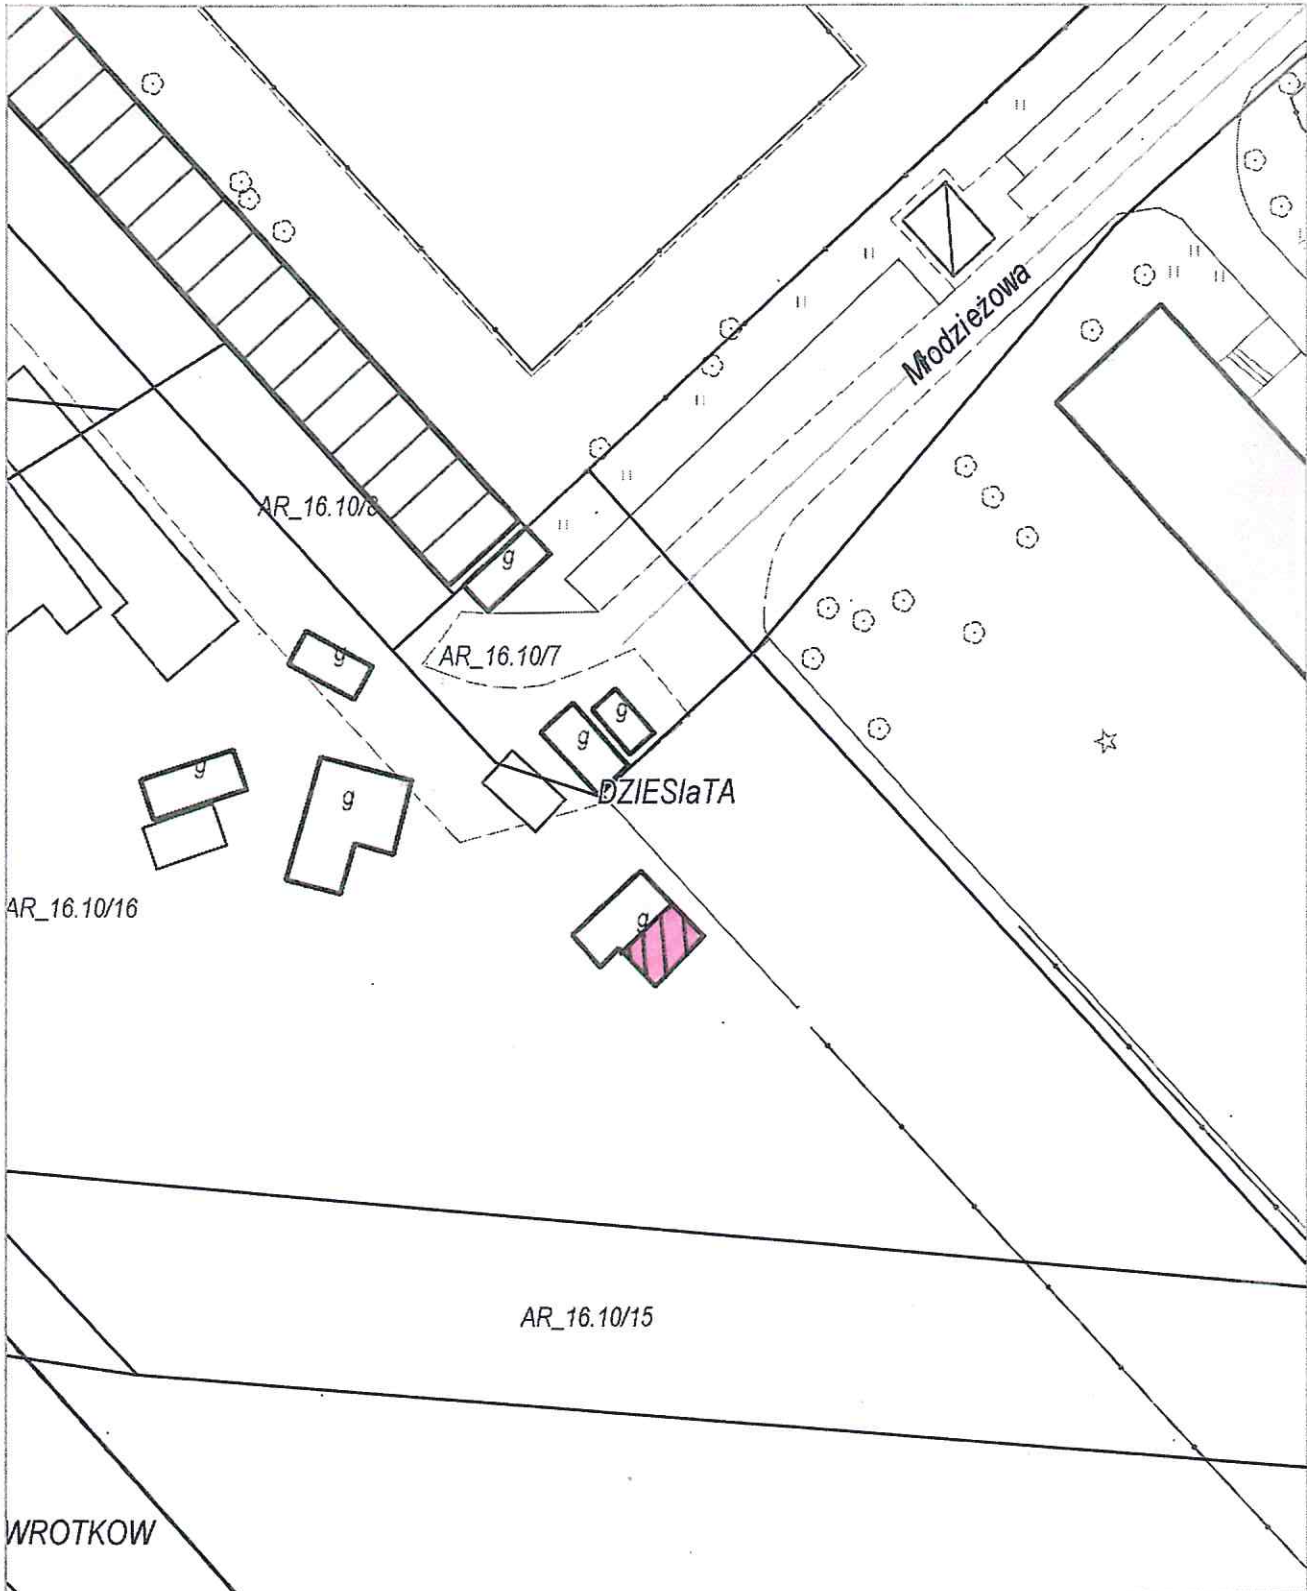 Młodzieżowa
AR_16.10/8
g
AR_16.10/7
g
g
g
g
g
DZIESIaTA
AR_16.10/16
g
AR_16.10/15
WROTKOW